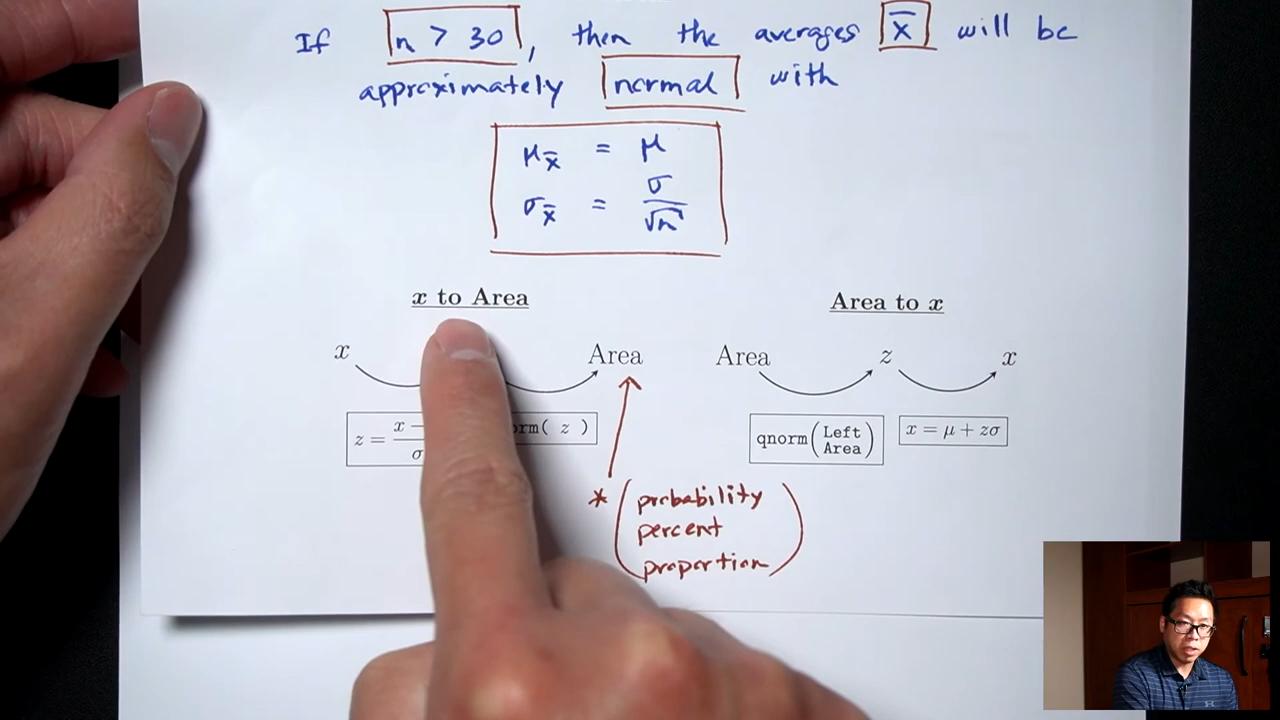 If n > 30, then the averages x̄ will be
approximately normal with
μx̄ = μ
σx̄ = σ/√n
x to Area
x Area
z = x − / σ
orm( z )
Area to x
Area z x
qnorm(Left Area)
x = μ + zσ
* (probability
percent
proportion)